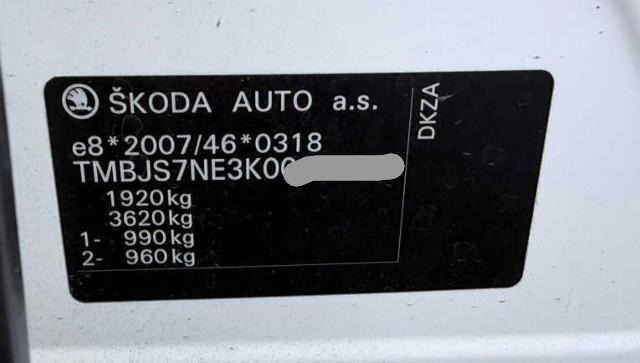 ŠKODA AUTO a.s.
e8*2007/46*0318
TMBJS7NE3K00
1920kg
3620kg
1- 990kg
2- 960kg
DKZA